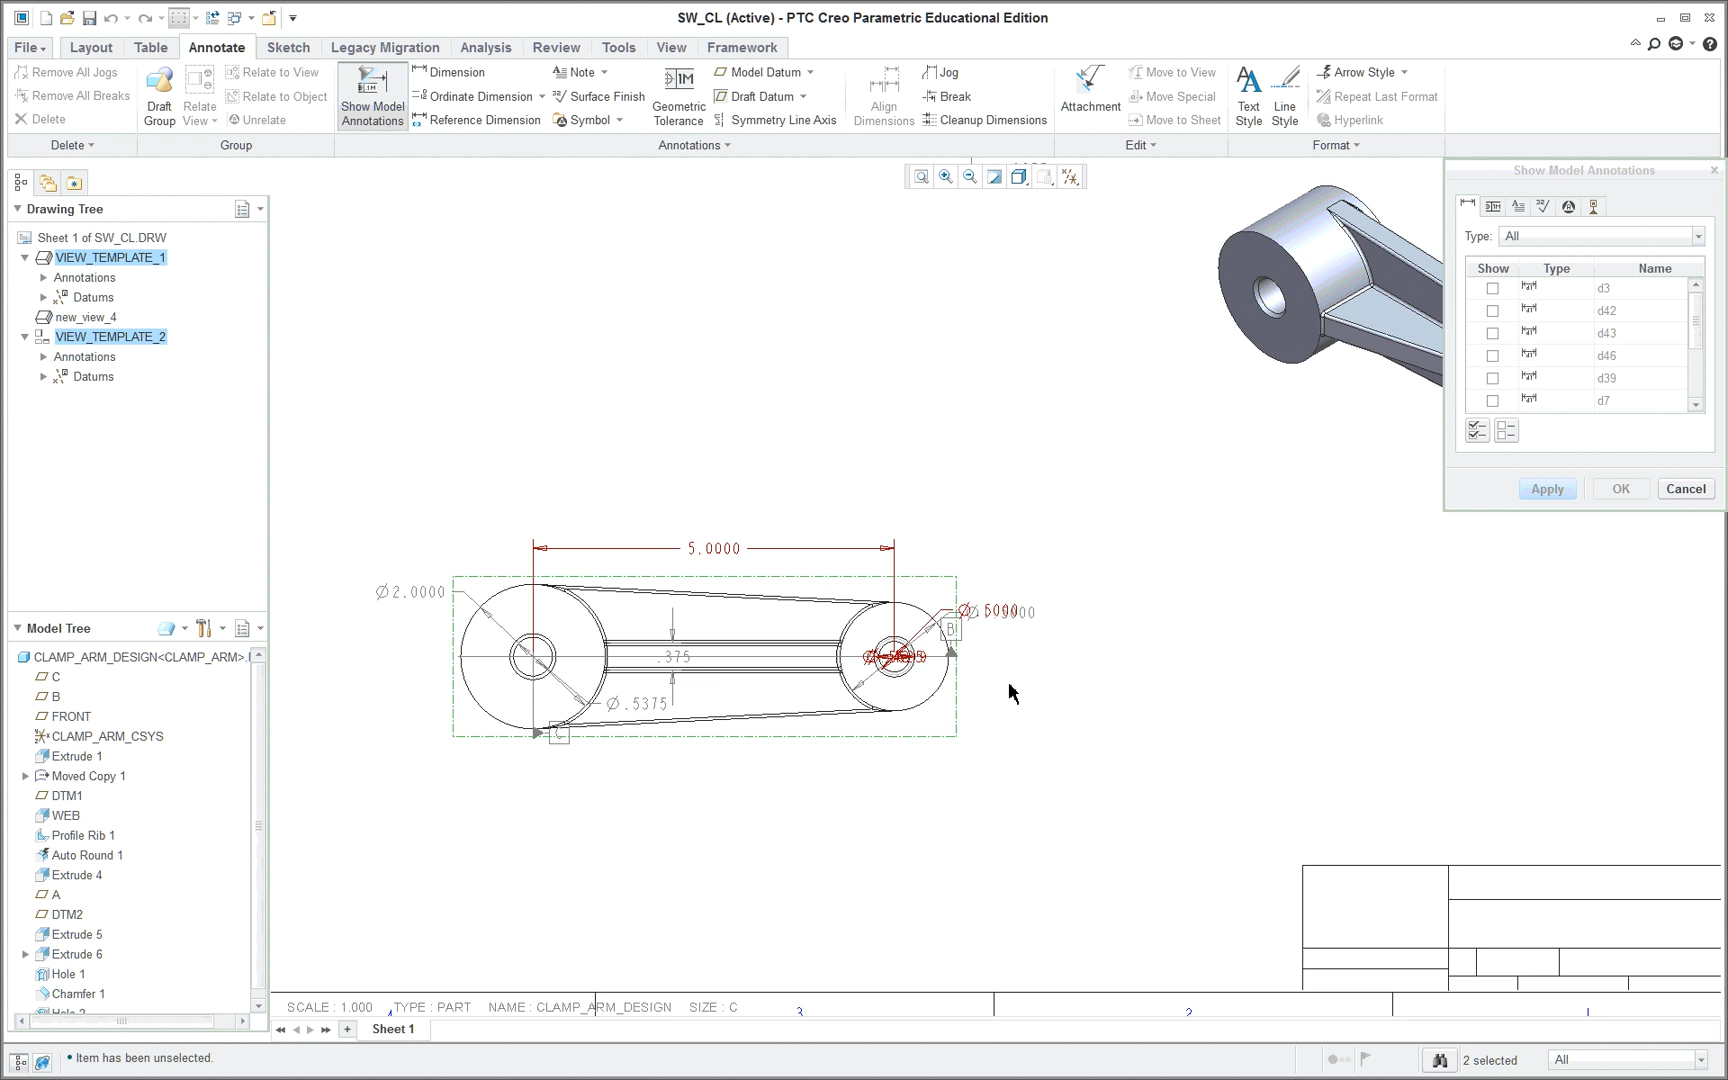 SW_CL (Active) - PTC Creo Parametric Educational Edition
File Layout Table Annotate Sketch Legacy Migration Analysis Review Tools View Framework
Remove All Jogs
Remove All Breaks
Delete
Delete
Draft Group
Relate View
Relate to View
Relate to Object
Unrelate
Group
Show Model Annotations
Dimension
Ordinate Dimension
Reference Dimension
Note
Surface Finish
Symbol
Geometric Tolerance
Model Datum
Draft Datum
Symmetry Line Axis
Align Dimensions
Jog
Break
Cleanup Dimensions
Annotations
Attachment
Move to View
Move Special
Move to Sheet
Edit
Text Style
Line Style
Arrow Style
Repeat Last Format
Hyperlink
Format
Drawing Tree
Sheet 1 of SW_CL.DRW
VIEW_TEMPLATE_1
Annotations
Datums
new_view_4
VIEW_TEMPLATE_2
Annotations
Datums
Model Tree
CLAMP_ARM_DESIGN<CLAMP_ARM>.
C
B
FRONT
CLAMP_ARM_CSYS
Extrude 1
Moved Copy 1
DTM1
WEB
Profile Rib 1
Auto Round 1
Extrude 4
A
DTM2
Extrude 5
Extrude 6
Hole 1
Chamfer 1
Hole 2
5.0000
∅2.0000
∅.5000
B
.375
∅.5375
C
Show Model Annotations
Type: All
Show Type Name
d3
d42
d43
d46
d39
d7
Apply OK Cancel
SCALE : 1.000 TYPE : PART NAME : CLAMP_ARM_DESIGN SIZE : C
4 3 2 1
Sheet 1
• Item has been unselected.
2 selected
All